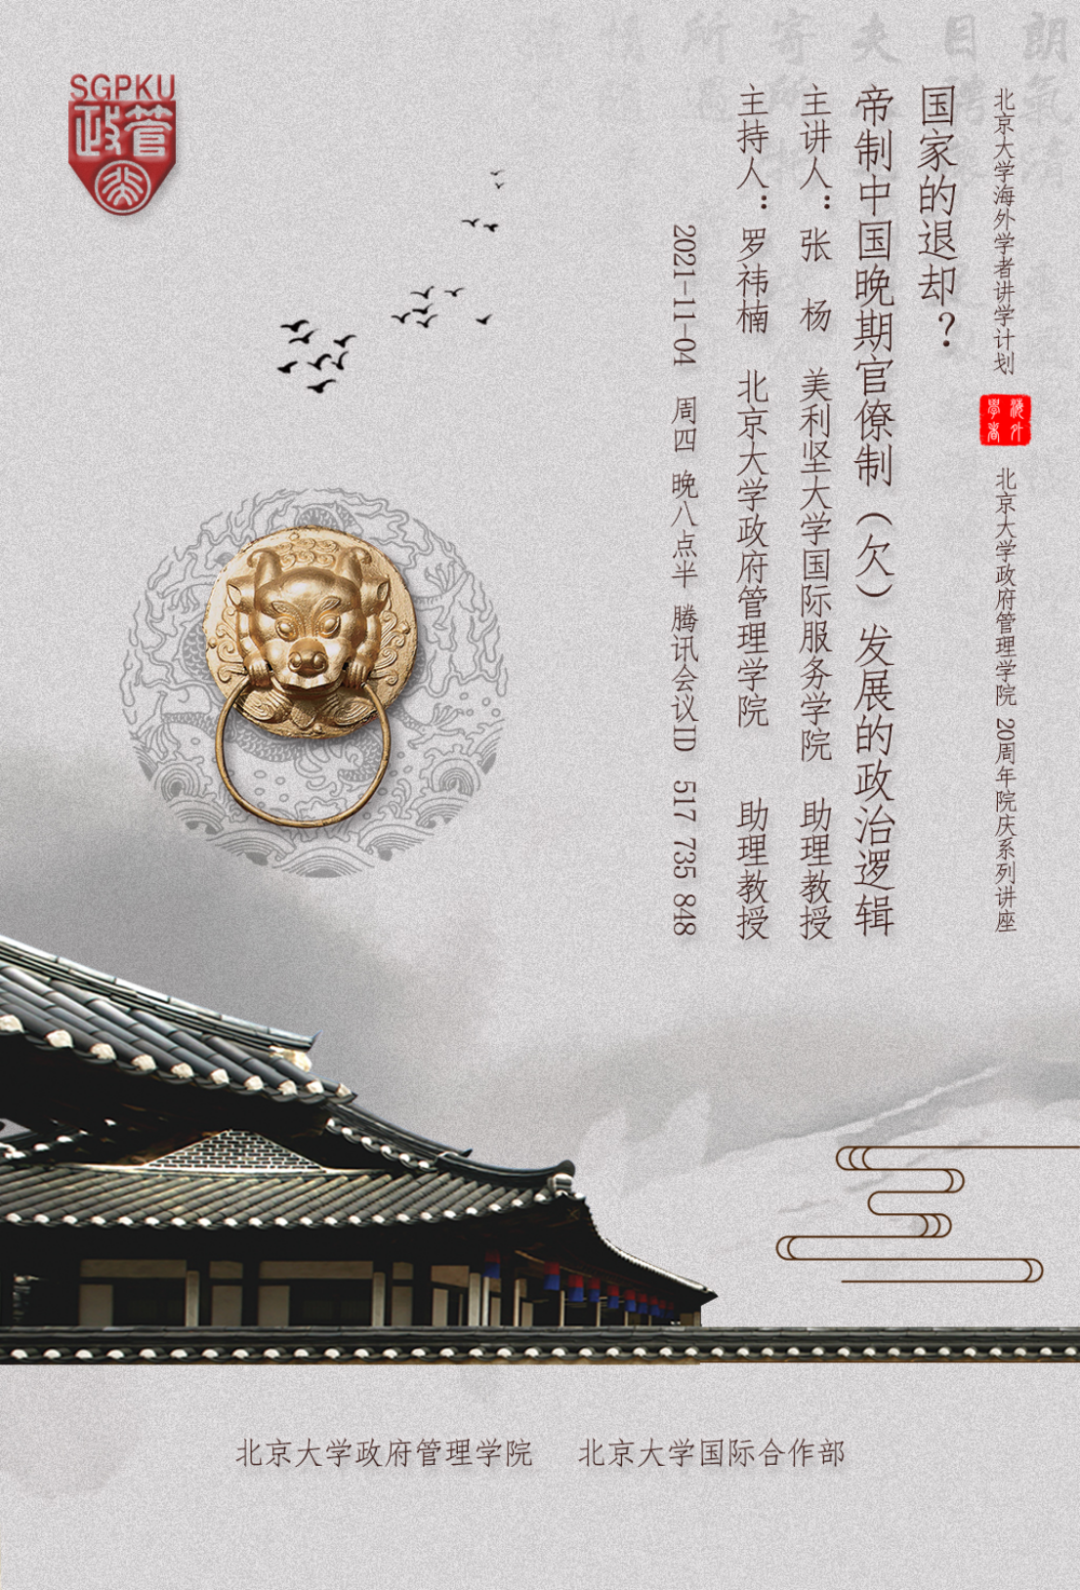 SGPKU
政管
北京大学海外学者讲学计划
海外
学者
北京大学政府管理学院 20周年院庆系列讲座
国家的退却？
帝制中国晚期官僚制（欠）发展的政治逻辑
主讲人：张 杨 美利坚大学国际服务学院 助理教授
主持人：罗祎楠 北京大学政府管理学院 助理教授
2021-11-04 周四 晚八点半 腾讯会议ID 517 735 848
北京大学政府管理学院 北京大学国际合作部